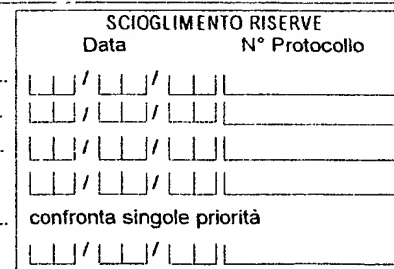 SCIOGLIMENTO RISERVE
Data N° Protocollo
/ /
/ /
/ /
/ /
confronta singole priorità
/ /